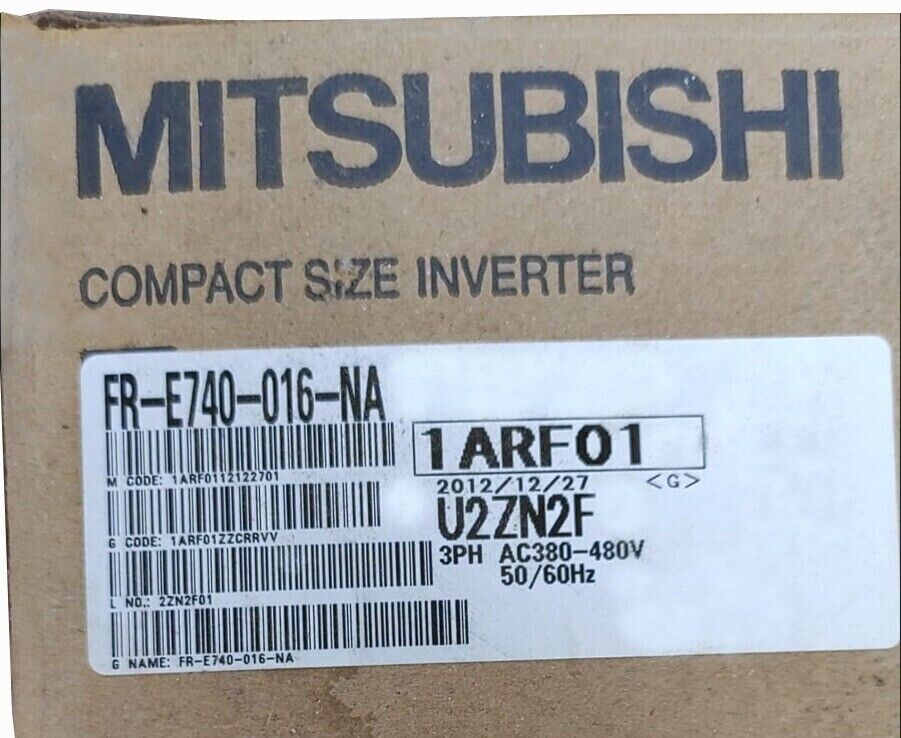 MITSUBISHI
COMPACT SIZE INVERTER
FR-E740-016-NA
1ARF01
M CODE: 1ARF0112122701
2012/12/27 <G>
U2ZN2F
G CODE: 1ARF01ZZCRRVV
3PH AC380-480V
50/60Hz
L NO.: 2ZN2F01
G NAME: FR-E740-016-NA